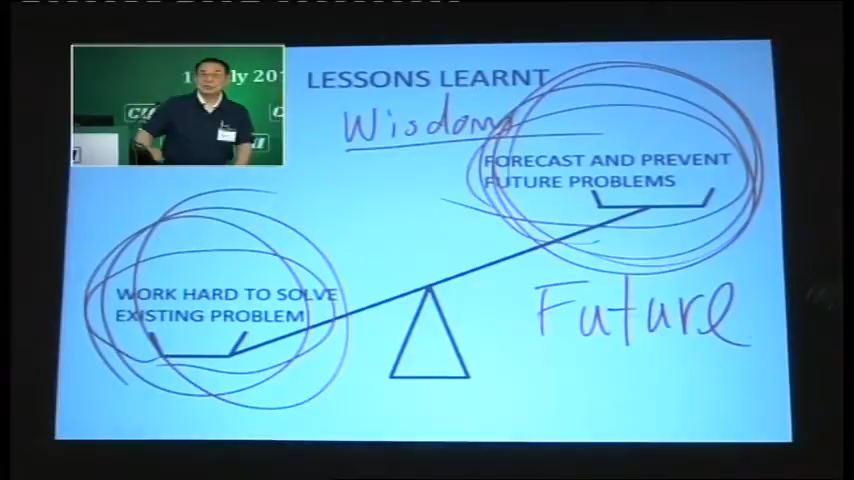 LESSONS LEARNT
Wisdom
FORECAST AND PREVENT
FUTURE PROBLEMS
WORK HARD TO SOLVE
EXISTING PROBLEM
Future